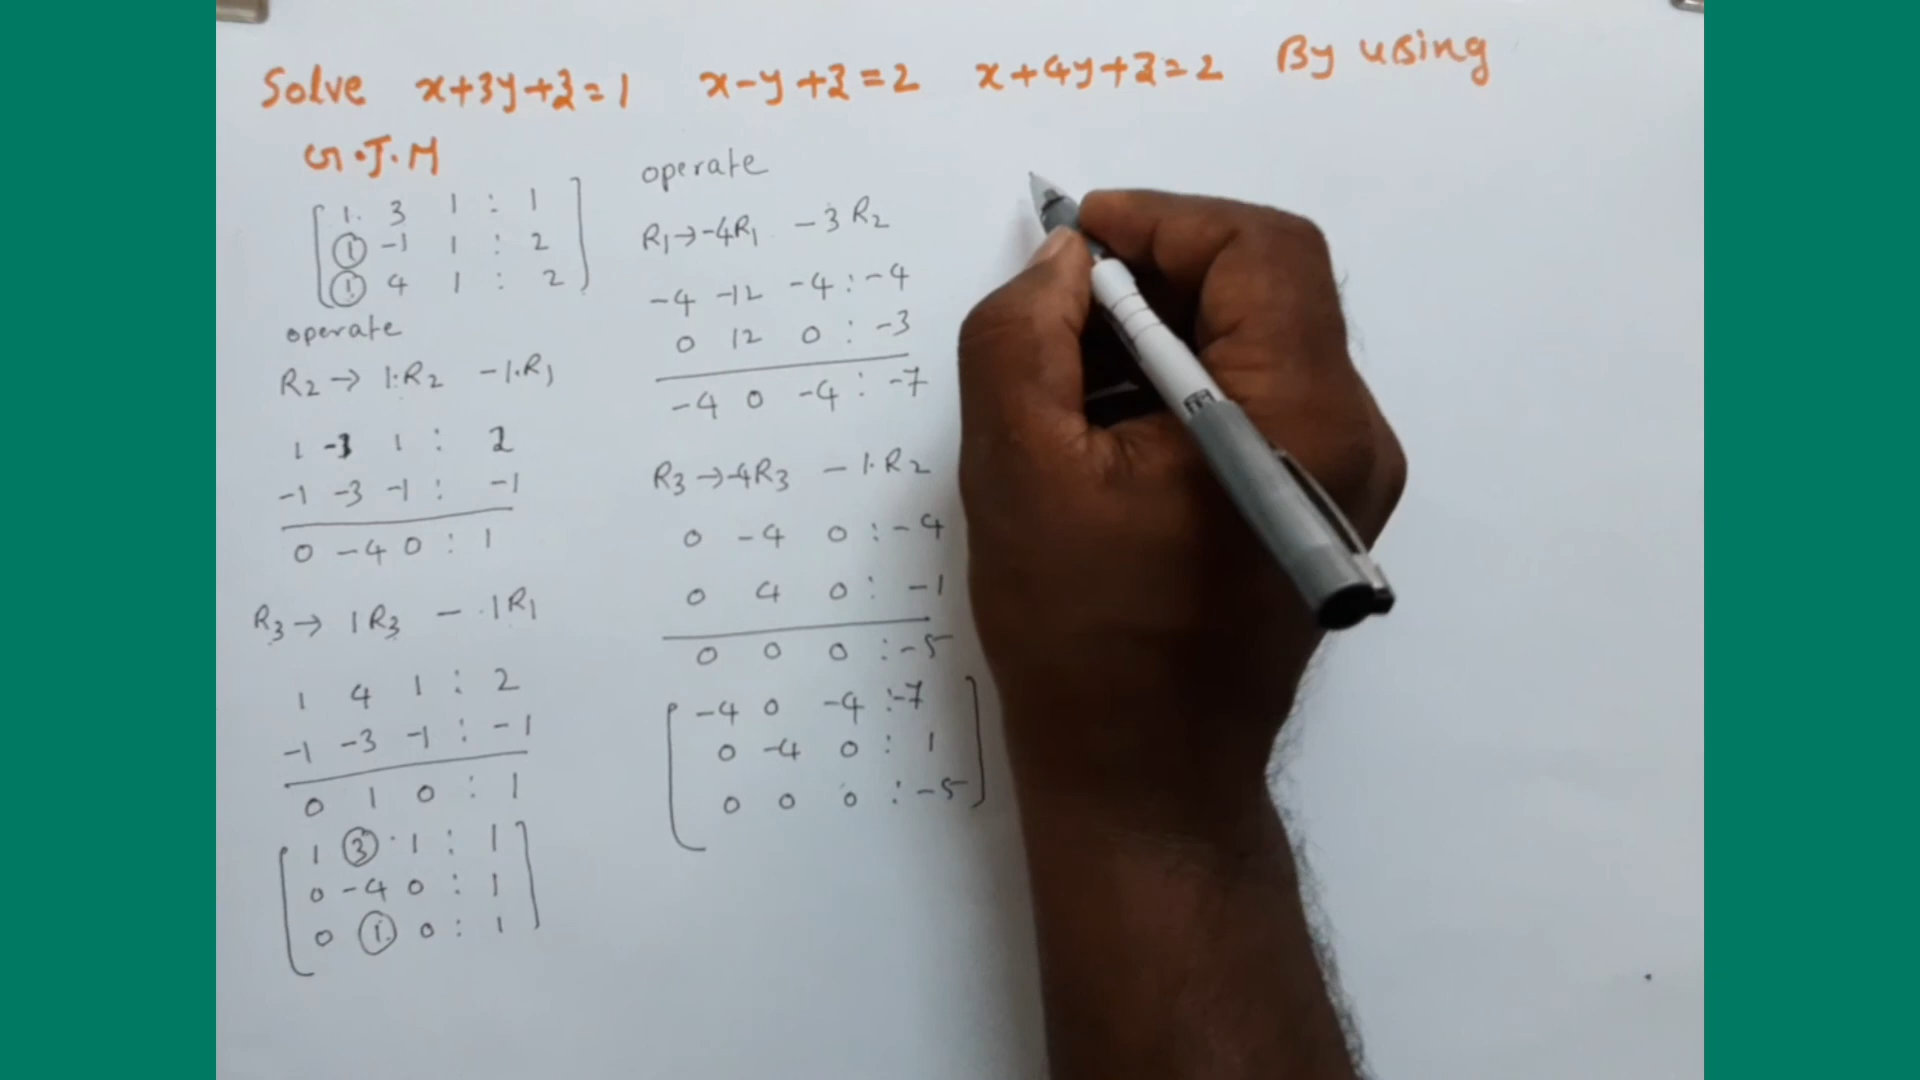 Solve x+3y+z=1 x-y+z=2 x+4y+z=2 By using
G.J.M
1. 3 1 : 1
1 -1 1 : 2
1. 4 1 : 2
operate
R2 → 1.R2 -1.R1
1 -1 1 : 2
-1 -3 -1 : -1
0 -4 0 : 1
R3 → 1R3 - .1R1
1 4 1 : 2
-1 -3 -1 : -1
0 1 0 : 1
1 3 . 1 : 1
0 -4 0 : 1
0 1. 0 : 1
operate
R1 → -4R1 -3R2
-4 -12 -4 : -4
0 12 0 : -3
-4 0 -4 : -7
R3 → -4R3 - 1.R2
0 -4 0 : -4
0 4 0 : -1
0 0 0 : -5
-4 0 -4 : -7
0 -4 0 : 1
0 0 0 : -5